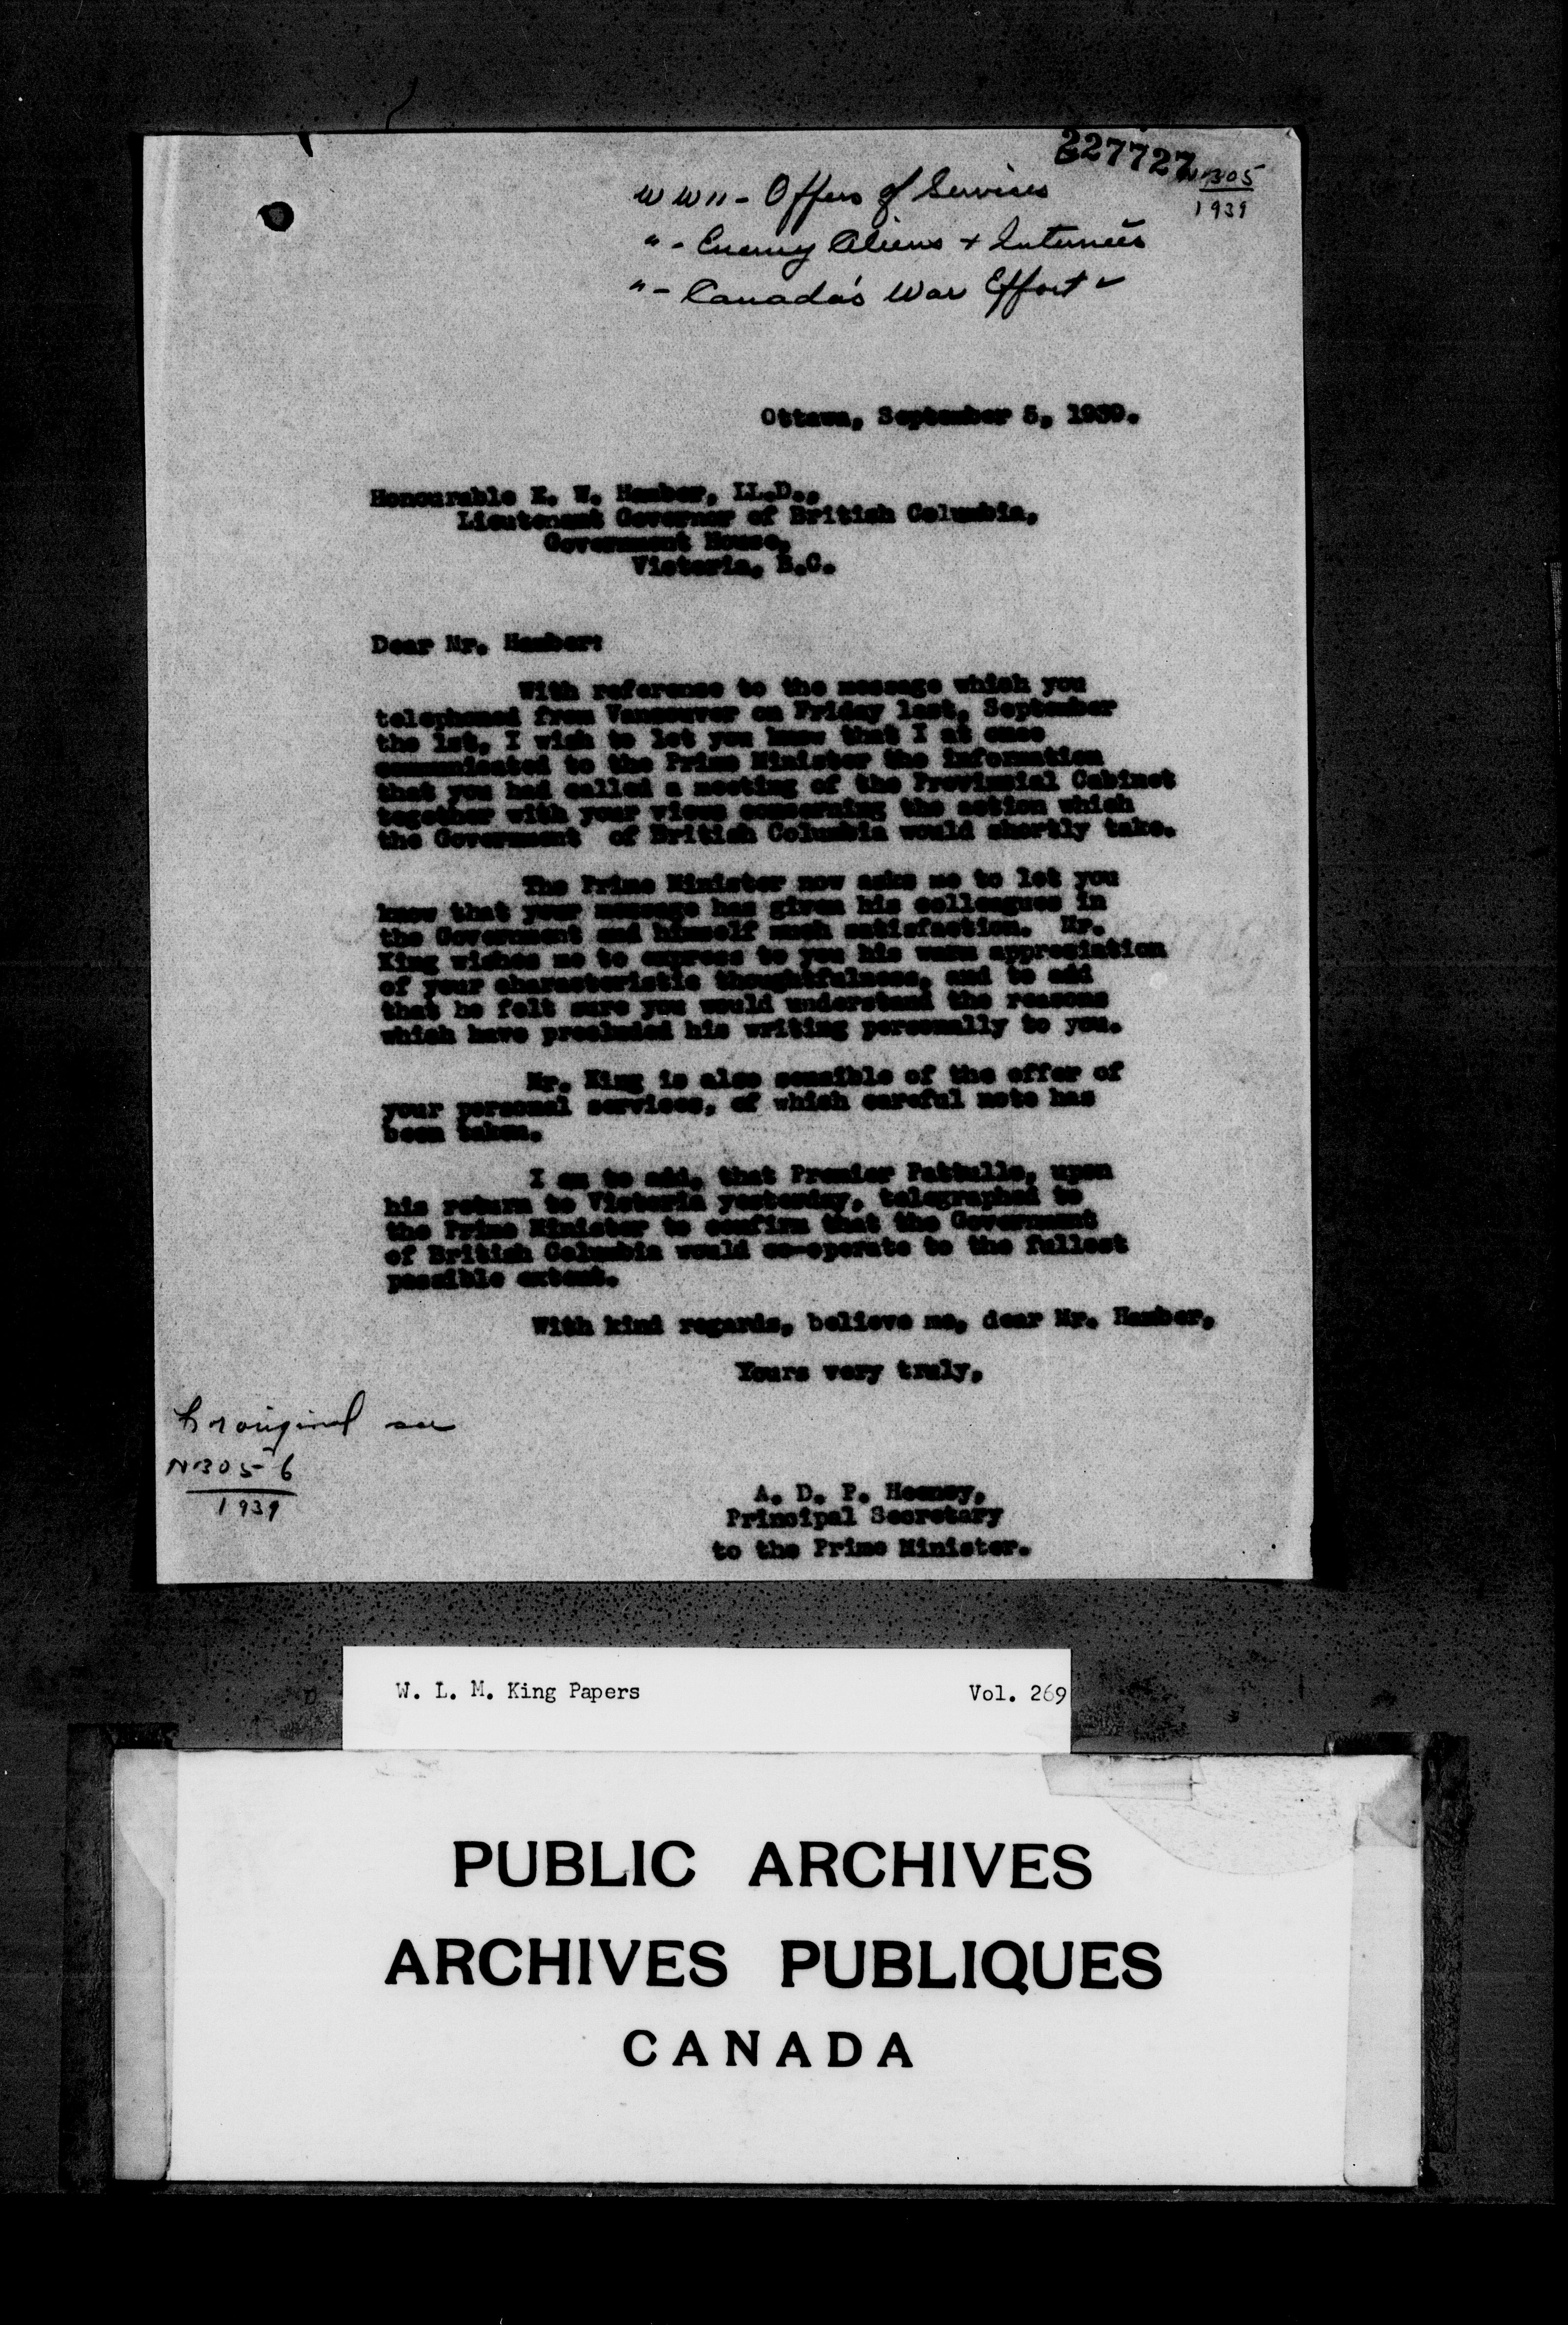 227727
N-305
1939
WWII - Offers of Services
" - Enemy Aliens + Internees
" - Canada's War Effort ✓
Ottawa, September 5, 1939.
Honourable E. W. Hamber, LL.D.,
Lieutenant Governor of British Columbia,
Government House,
Victoria, B.C.
Dear Mr. Hamber:
With reference to the message which you
telephoned from Vancouver on Friday last, September
the 1st, I wish to let you know that I at once
communicated to the Prime Minister the information
that you had called a meeting of the Provincial Cabinet
together with your views concerning the action which
the Government of British Columbia would shortly take.
The Prime Minister now asks me to let you
know that your message has given his colleagues in
the Government and himself much satisfaction. Mr.
King wishes me to express to you his warm appreciation
of your characteristic thoughtfulness, and to add
that he felt sure you would understand the reasons
which have precluded his writing personally to you.
Mr. King is also sensible of the offer of
your personal services, of which careful note has
been taken.
I am to add, that Premier Pattullo, upon
his return to Victoria yesterday, telegraphed to
the Prime Minister to confirm that the Government
of British Columbia would co-operate to the fullest
possible extent.
With kind regards, believe me, dear Mr. Hamber,
Yours very truly,
for original see
N-305-6
1939
A. D. P. Heeney,
Principal Secretary
to the Prime Minister.
W. L. M. King Papers Vol. 269
PUBLIC ARCHIVES
ARCHIVES PUBLIQUES
CANADA